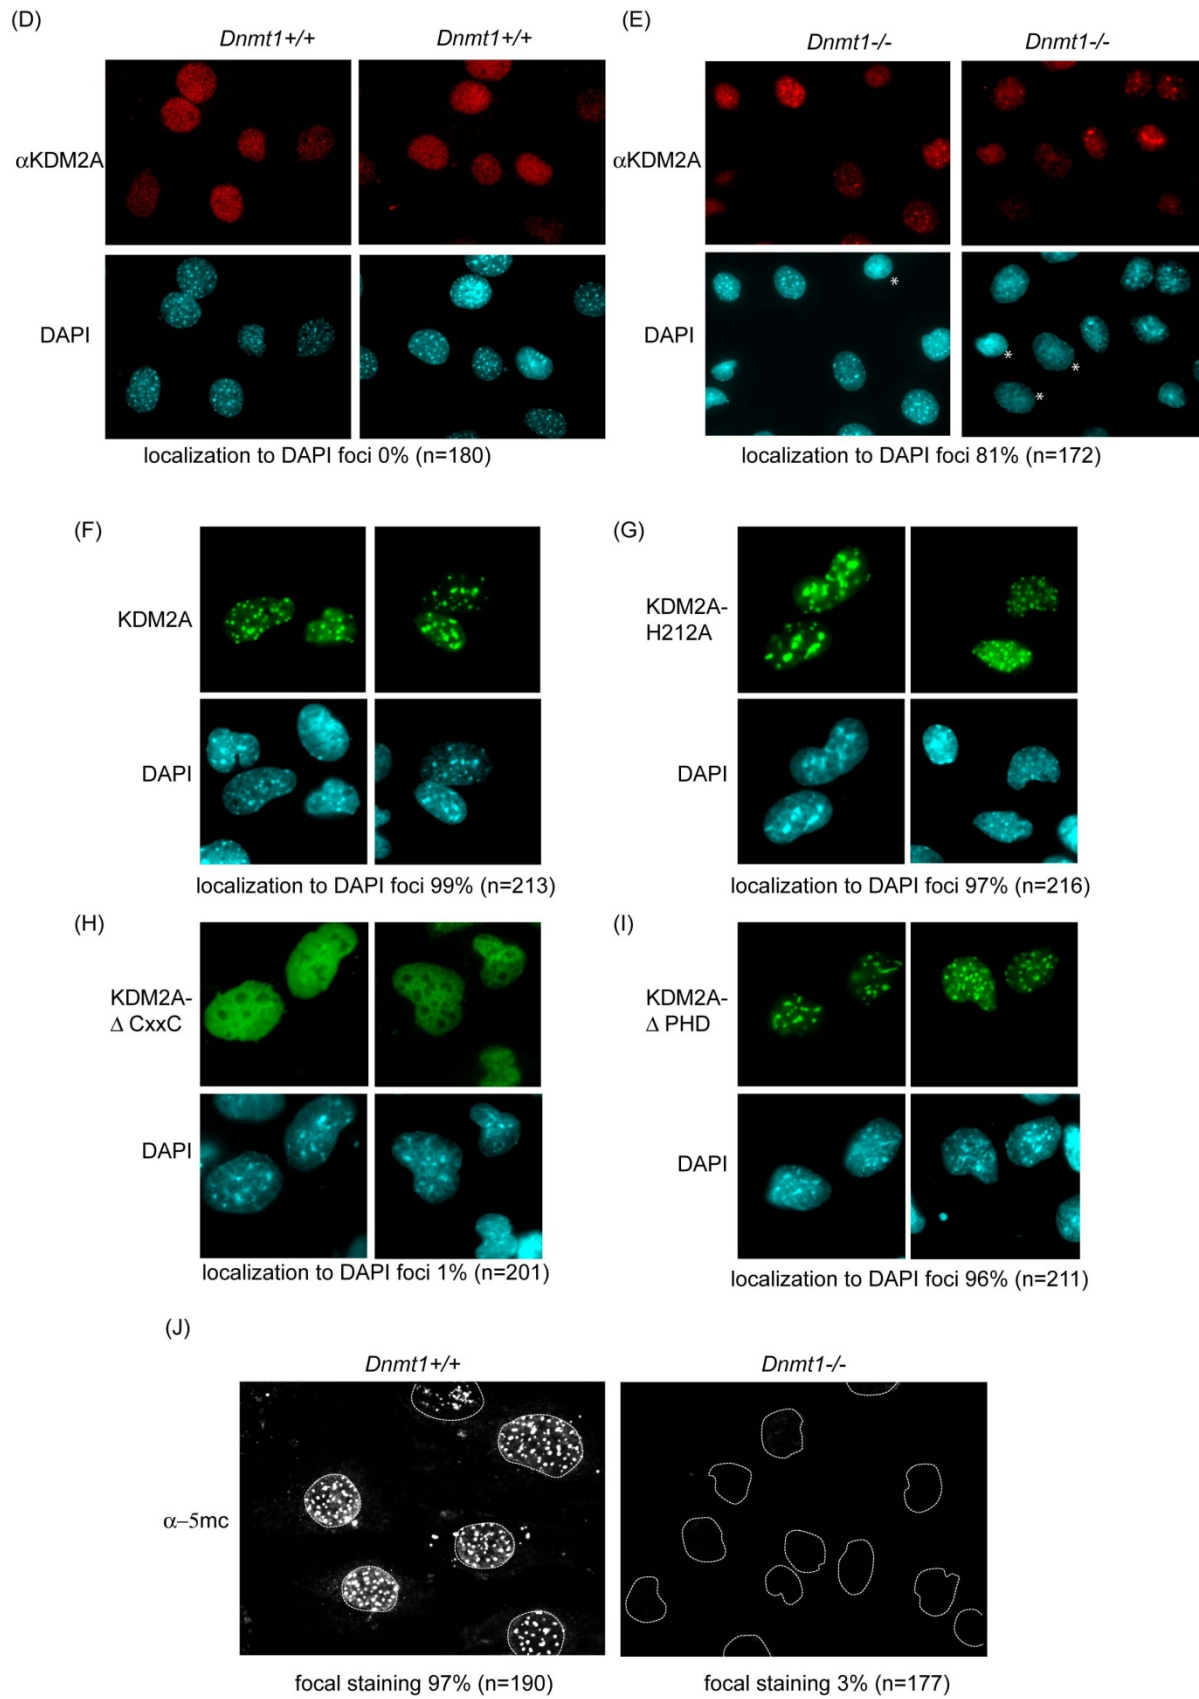 (D)
Dnmt1+/+ Dnmt1+/+
αKDM2A
DAPI
localization to DAPI foci 0% (n=180)
(E)
Dnmt1-/- Dnmt1-/-
αKDM2A
DAPI
*
*
*
*
localization to DAPI foci 81% (n=172)
(F)
KDM2A
DAPI
localization to DAPI foci 99% (n=213)
(G)
KDM2A-
H212A
DAPI
localization to DAPI foci 97% (n=216)
(H)
KDM2A-
Δ CxxC
DAPI
localization to DAPI foci 1% (n=201)
(I)
KDM2A-
Δ PHD
DAPI
localization to DAPI foci 96% (n=211)
(J)
Dnmt1+/+ Dnmt1-/-
α–5mc
focal staining 97% (n=190) focal staining 3% (n=177)